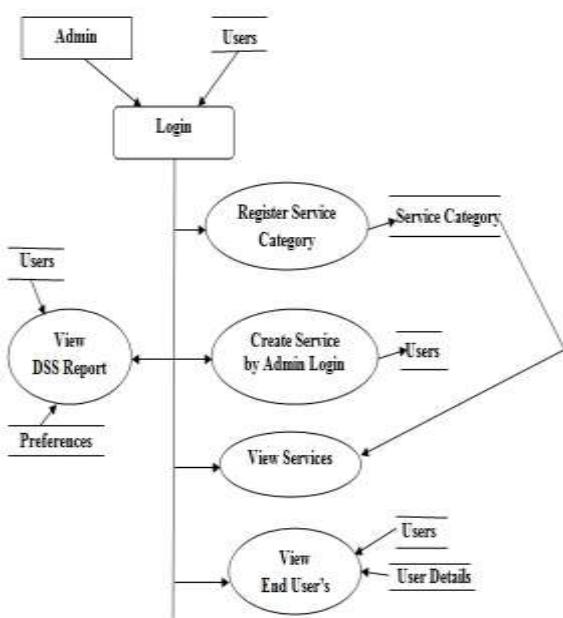 Admin
Users
Login
Register Service
Category
Service Category
Users
View
DSS Report
Create Service
by Admin Login
Users
Preferences
View Services
Users
View
End User's
User Details